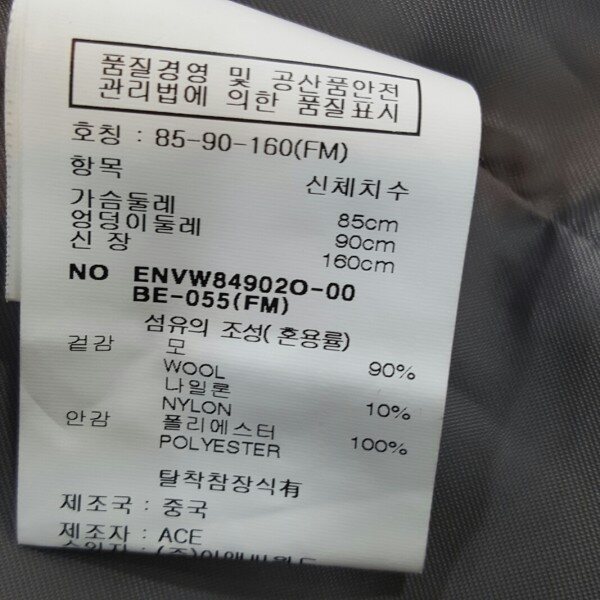 품질경영 및 공산품안전
관리법에 의한 품질표시
호칭 : 85-90-160(FM)
항목 신체치수
가슴둘레 85cm
엉덩이둘레 90cm
신 장 160cm
NO ENVW84902O-00
BE-055(FM)
섬유의 조성( 혼용률)
겉감 모
WOOL 90%
나일론
NYLON 10%
안감 폴리에스터
POLYESTER 100%
탈착참장식有
제조국 : 중국
제조자 : ACE